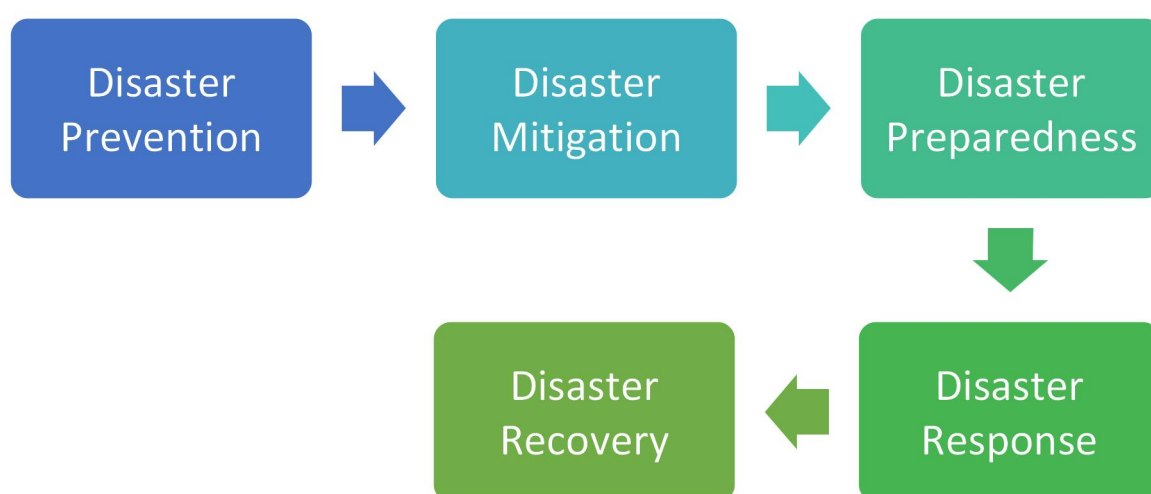 Disaster
Prevention
Disaster
Mitigation
Disaster
Preparedness
Disaster
Response
Disaster
Recovery